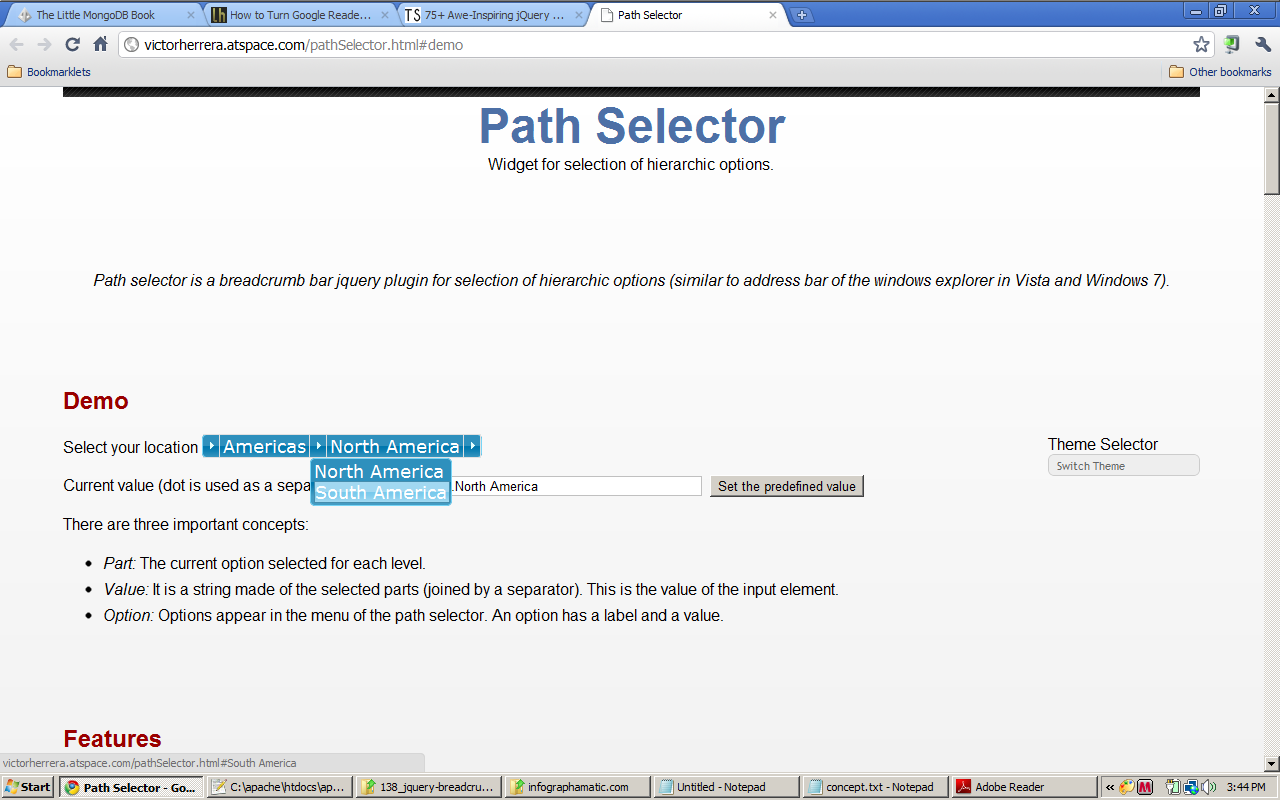 The Little MongoDB Book
How to Turn Google Reade...
TS 75+ Awe-Inspiring jQuery ...
Path Selector
victorherrera.atspace.com/pathSelector.html#demo
Bookmarklets
Other bookmarks
Path Selector
Widget for selection of hierarchic options.
Path selector is a breadcrumb bar jquery plugin for selection of hierarchic options (similar to address bar of the windows explorer in Vista and Windows 7).
Demo
Select your location Americas North America
Theme Selector
Switch Theme
North America
South America
Current value (dot is used as a .North America Set the predefined value
There are three important concepts:
• Part: The current option selected for each level.
• Value: It is a string made of the selected parts (joined by a separator). This is the value of the input element.
• Option: Options appear in the menu of the path selector. An option has a label and a value.
Features
victorherrera.atspace.com/pathSelector.html#South America
Start Path Selector - Go... C:\apache\htdocs\ap... 138_jquery-breadcru... infographamatic.com Untitled - Notepad concept.txt - Notepad Adobe Reader « 3:44 PM